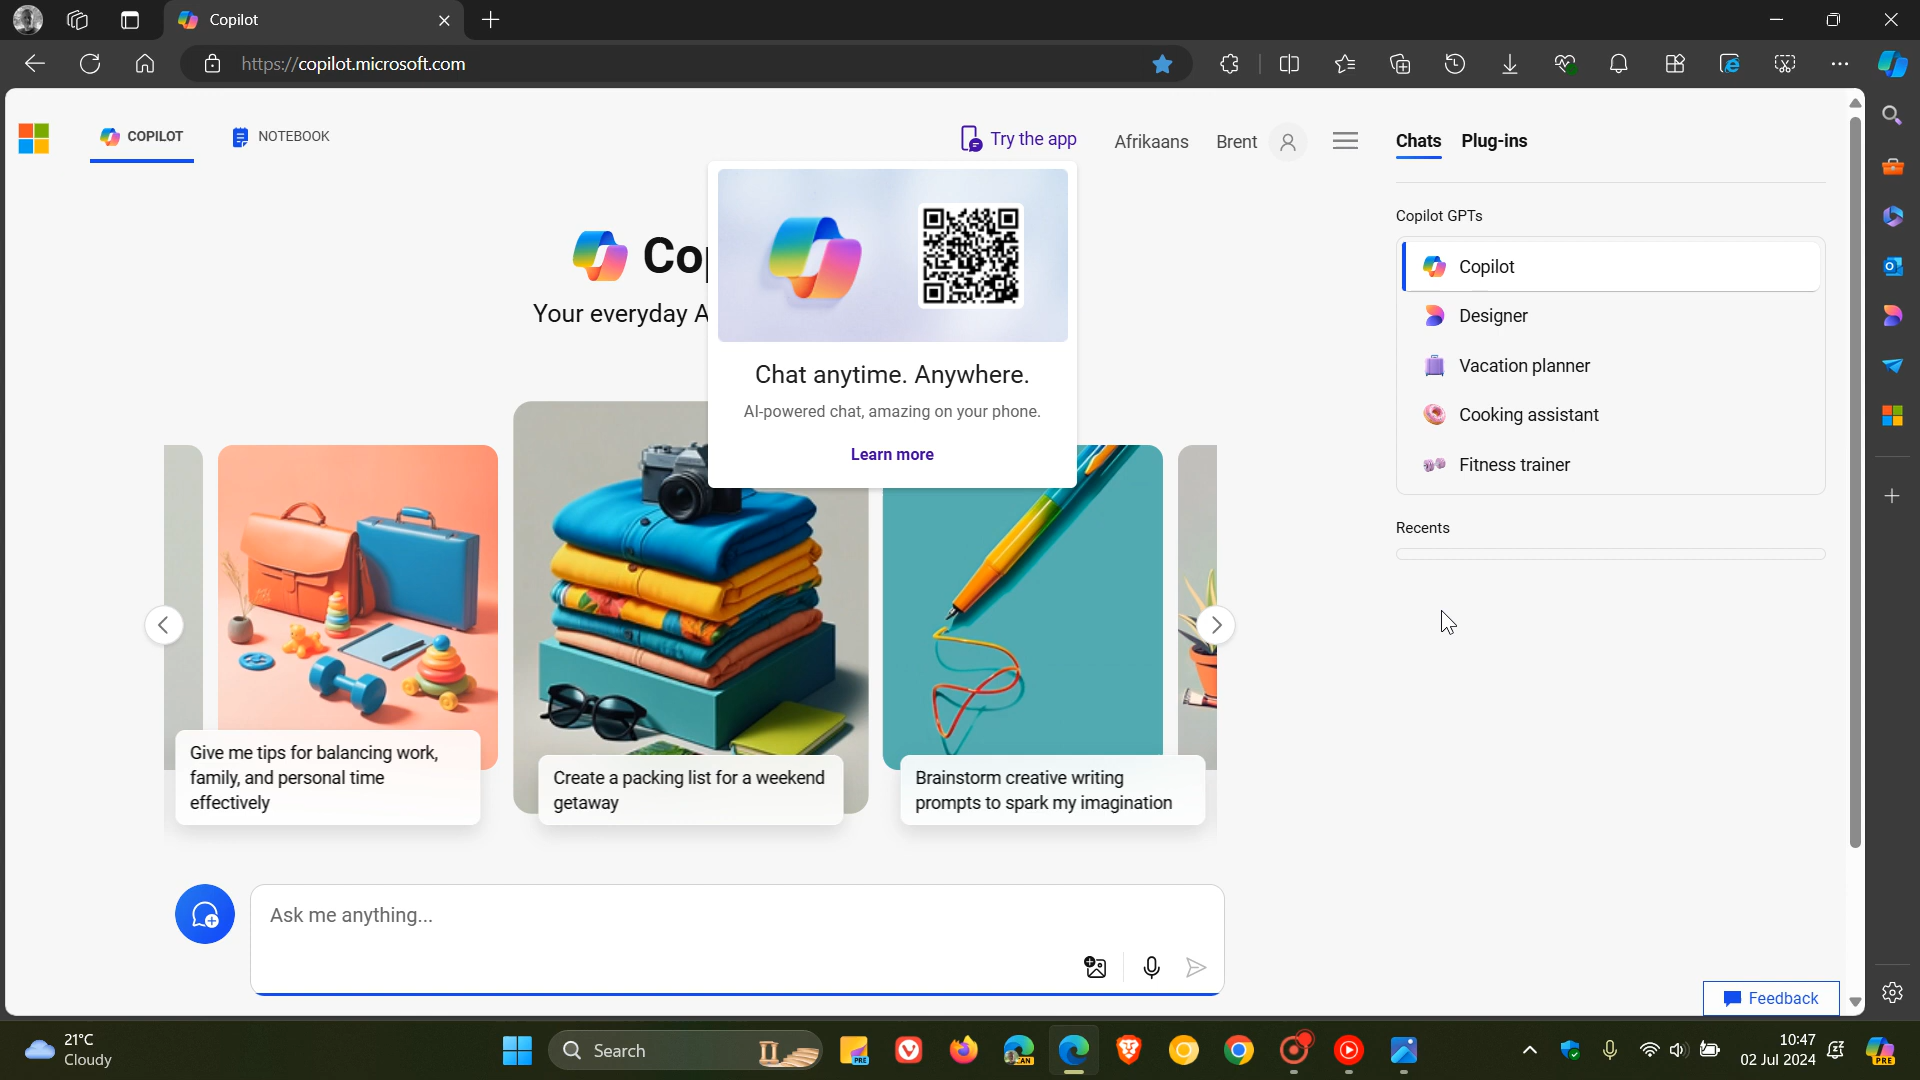 Copilot
https://copilot.microsoft.com
COPILOT
NOTEBOOK
Try the app
Afrikaans
Brent
Chats
Plug-ins
Cop
Your everyday A
Chat anytime. Anywhere.
AI-powered chat, amazing on your phone.
Learn more
Copilot GPTs
Copilot
Designer
Vacation planner
Cooking assistant
Fitness trainer
Recents
Give me tips for balancing work,
family, and personal time
effectively
Create a packing list for a weekend
getaway
Brainstorm creative writing
prompts to spark my imagination
Ask me anything...
Feedback
21°C
Cloudy
Search
PRE
CAN
10:47
02 Jul 2024
PRE